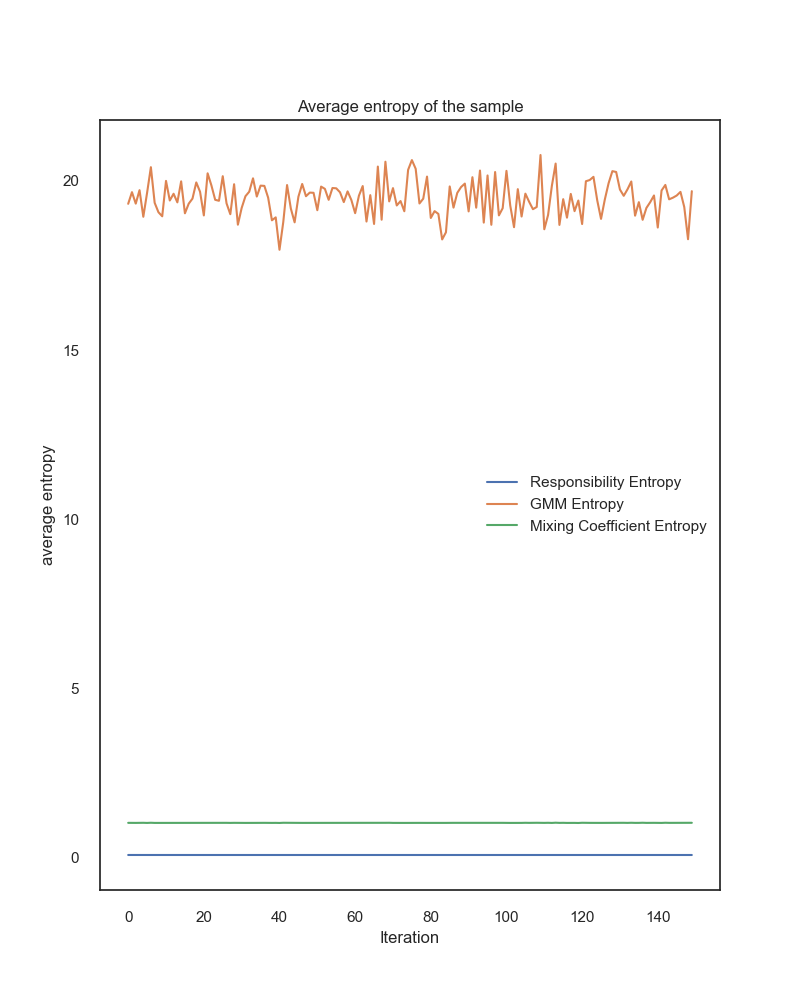 Average entropy of the sample
20
15
10
5
0
average entropy
Responsibility Entropy
GMM Entropy
Mixing Coefficient Entropy
0 20 40 60 80 100 120 140
Iteration